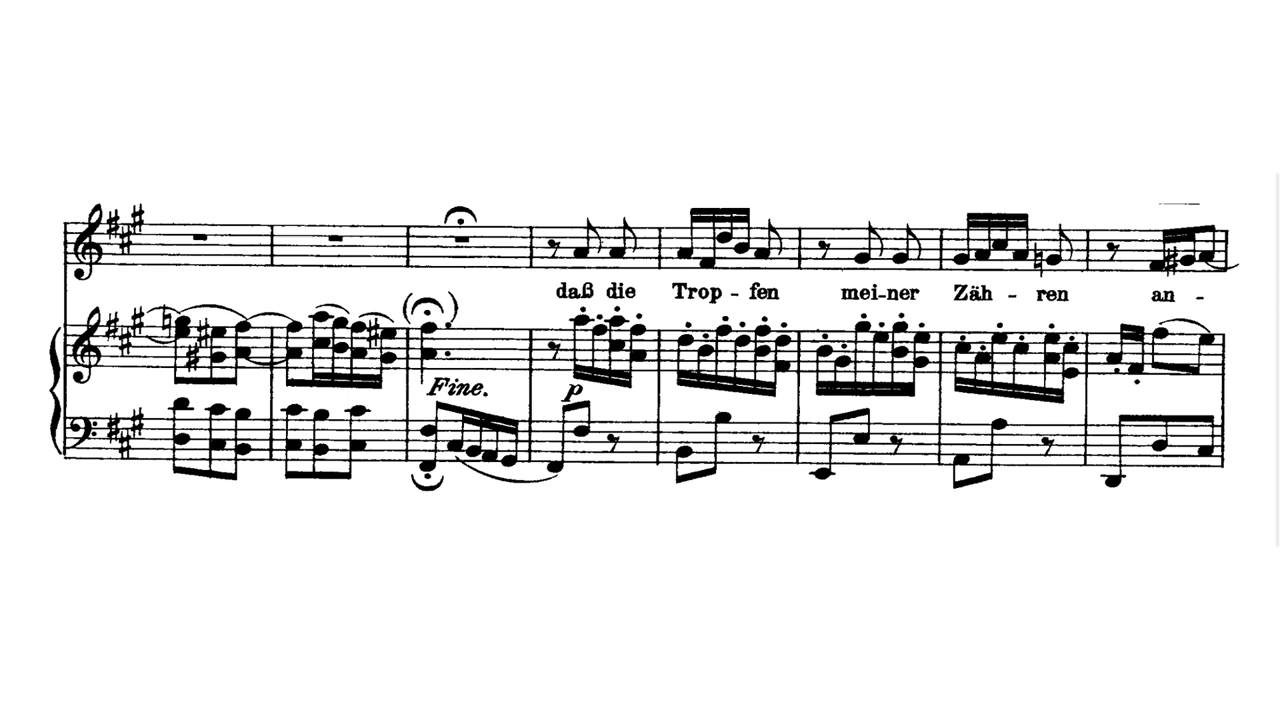 daß die Trop - fen mei - ner Zäh - ren an -
Fine. p